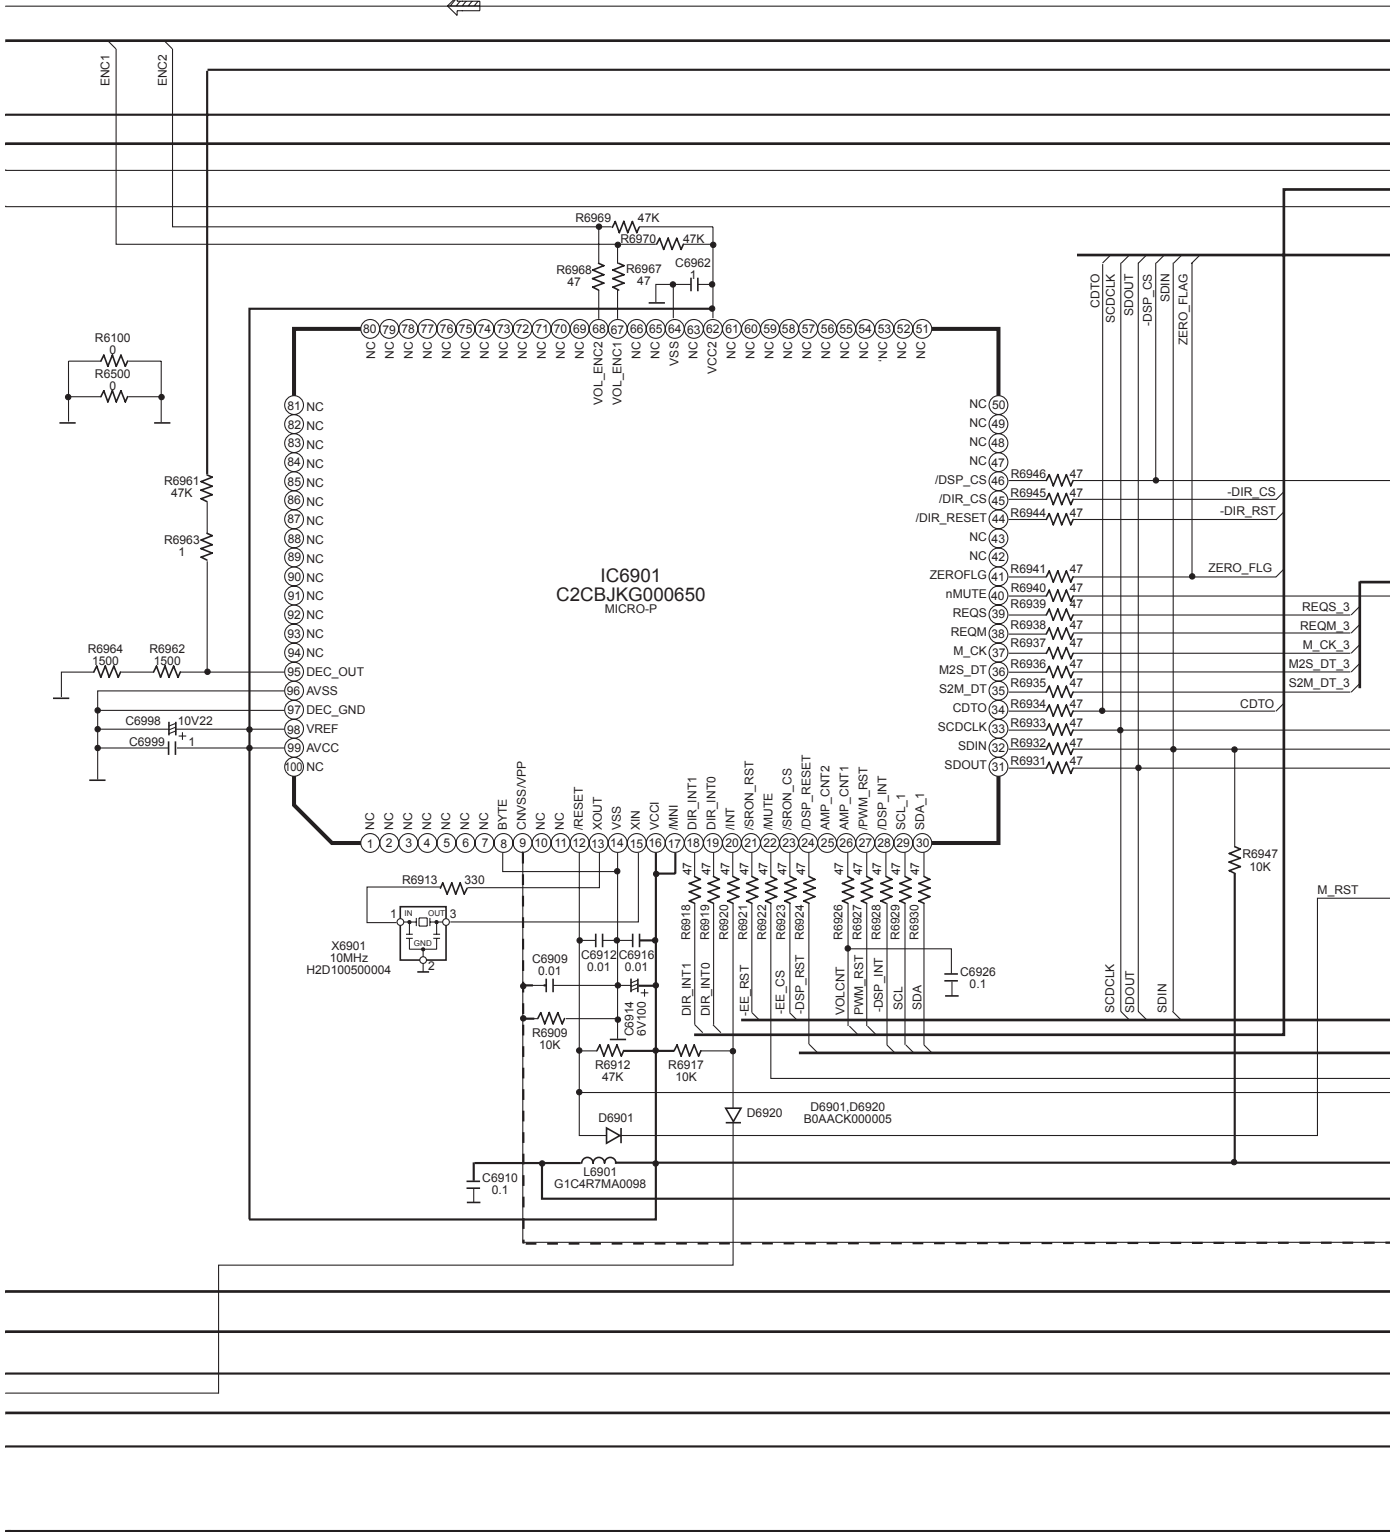 ENC1
ENC2
R6969 47K
R6970 47K
R6968
47
R6967
47
C6962
1
CDTO
SCDCLK
SDOUT
-DSP_CS
SDIN
ZERO_FLAG
R6100
0
R6500
0
80 79 78 77 76 75 74 73 72 71 70 69 68 67 66 65 64 63 62 61 60 59 58 57 56 55 54 53 52 51
NC NC NC NC NC NC NC NC NC NC NC NC VOL_ENC2 VOL_ENC1 NC NC VSS NC VCC2 NC NC NC NC NC NC NC NC 'NC NC NC
81 NC
82 NC
83 NC
84 NC
85 NC
86 NC
87 NC
88 NC
89 NC
90 NC
91 NC
92 NC
93 NC
94 NC
95 DEC_OUT
96 AVSS
97 DEC_GND
98 VREF
99 AVCC
100 NC
R6961
47K
R6963
1
R6964
1500
R6962
1500
C6998 10V22
+
C6999 1
IC6901
C2CBJKG000650
MICRO-P
NC 50
NC 49
NC 48
NC 47
/DSP_CS 46 R6946 47
/DIR_CS 45 R6945 47 -DIR_CS
/DIR_RESET 44 R6944 47 -DIR_RST
NC 43
NC 42
ZEROFLG 41 R6941 47 ZERO_FLG
nMUTE 40 R6940 47
REQS 39 R6939 47 REQS_3
REQM 38 R6938 47 REQM_3
M_CK 37 R6937 47 M_CK_3
M2S_DT 36 R6936 47 M2S_DT_3
S2M_DT 35 R6935 47 S2M_DT_3
CDTO 34 R6934 47 CDTO
SCDCLK 33 R6933 47
SDIN 32 R6932 47
SDOUT 31 R6931 47
NC NC NC NC NC NC NC BYTE CNVSS/VPP NC NC /RESET XOUT VSS XIN VCCI /MNI DIR_INT1 DIR_INT0 /INT /SRON_RST /MUTE /SRON_CS /DSP_RESET AMP_CNT2 AMP_CNT1 /PWM_RST /DSP_INT SCL_1 SDA_1
1 2 3 4 5 6 7 8 9 10 11 12 13 14 15 16 17 18 19 20 21 22 23 24 25 26 27 28 29 30
47 47 47 47 47 47 47 47 47 47 47 47
R6918 R6919 R6920 R6921 R6922 R6923 R6924 R6926 R6927 R6928 R6929 R6930
R6947
10K
R6913 330
1 IN OUT 3
GND
2
X6901
10MHz
H2D100500004
M_RST
C6909
0.01
C6912
0.01
C6916
0.01
C6914
6V100
+
R6909
10K
DIR_INT1
DIR_INT0
-EE_RST
-EE_CS
-DSP_RST
VOLCNT
PWM_RST
-DSP_INT
SCL
SDA
C6926
0.1
SCDCLK
SDOUT
SDIN
R6912
47K
R6917
10K
D6901
D6920
D6901,D6920
B0AACK000005
C6910
0.1
L6901
G1C4R7MA0098